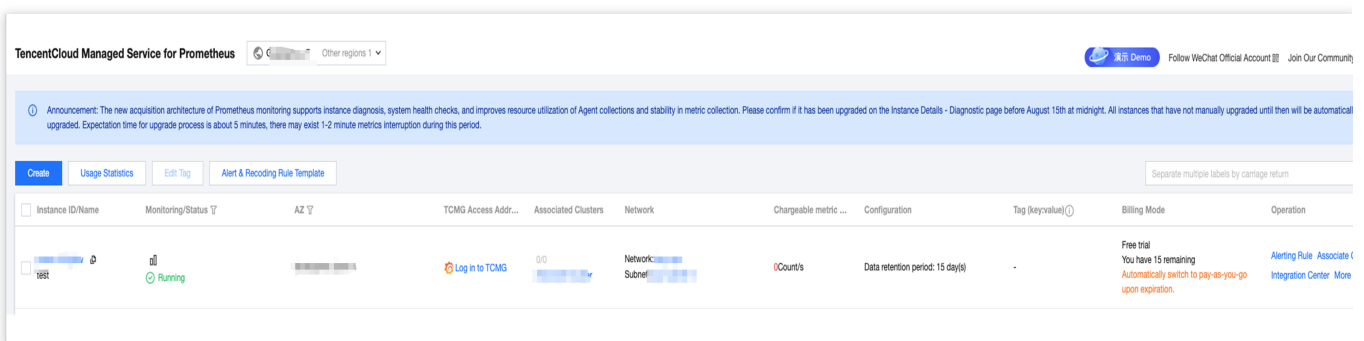 TencentCloud Managed Service for Prometheus
Other regions 1
演示 Demo
Follow WeChat Official Account
Join Our Community
Announcement: The new acquisition architecture of Prometheus monitoring supports instance diagnosis, system health checks, and improves resource utilization of Agent collections and stability in metric collection. Please confirm if it has been upgraded on the Instance Details - Diagnostic page before August 15th at midnight. All instances that have not manually upgraded until then will be automaticall
upgraded. Expectation time for upgrade process is about 5 minutes, there may exist 1-2 minute metrics interruption during this period.
Create
Usage Statistics
Edit Tag
Alert & Recoding Rule Template
Separate multiple labels by carriage return
Instance ID/Name
Monitoring/Status
AZ
TCMG Access Addr...
Associated Clusters
Network
Chargeable metric ...
Configuration
Tag (key:value)
Billing Mode
Operation
test
Running
Log in to TCMG
0/0
Network:
Subnet
0Count/s
Data retention period: 15 day(s)
-
Free trial
You have 15 remaining
Automatically switch to pay-as-you-go
upon expiration.
Alerting Rule Associate
Integration Center More